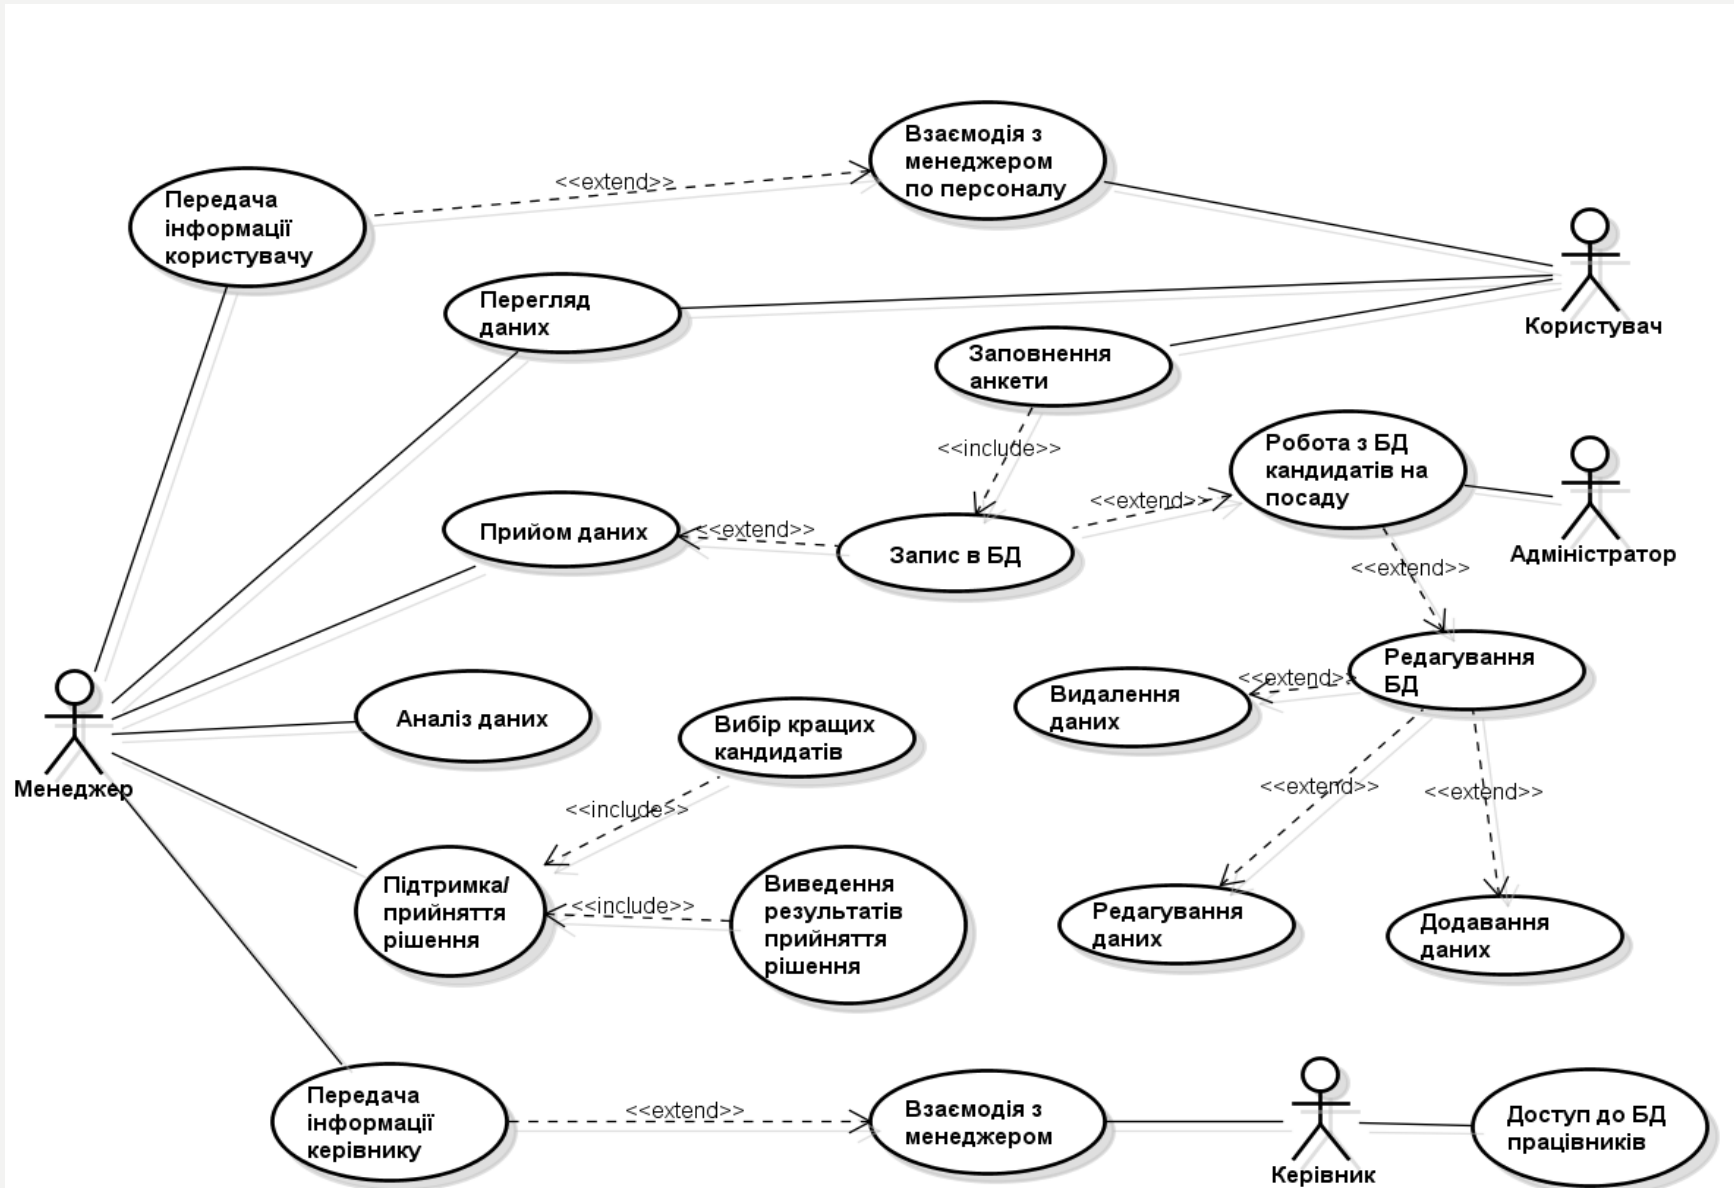 Взаємодія з
менеджером
по персоналу
<<extend>>
Передача
інформації
користувачу
Перегляд
даних
Користувач
Заповнення
анкети
<<include>>
Робота з БД
кандидатів на
посаду
<<extend>>
Прийом даних
<<extend>>
Запис в БД
Адміністратор
<<extend>>
Редагування
БД
<<extend>>
Видалення
даних
Аналіз даних
Вибір кращих
кандидатів
Менеджер
<<include>>
<<extend>>
<<extend>>
Підтримка/
прийняття
рішення
<<include>>
Виведення
результатів
прийняття
рішення
Редагування
даних
Додавання
даних
Передача
інформації
керівнику
<<extend>>
Взаємодія з
менеджером
Керівник
Доступ до БД
працівників